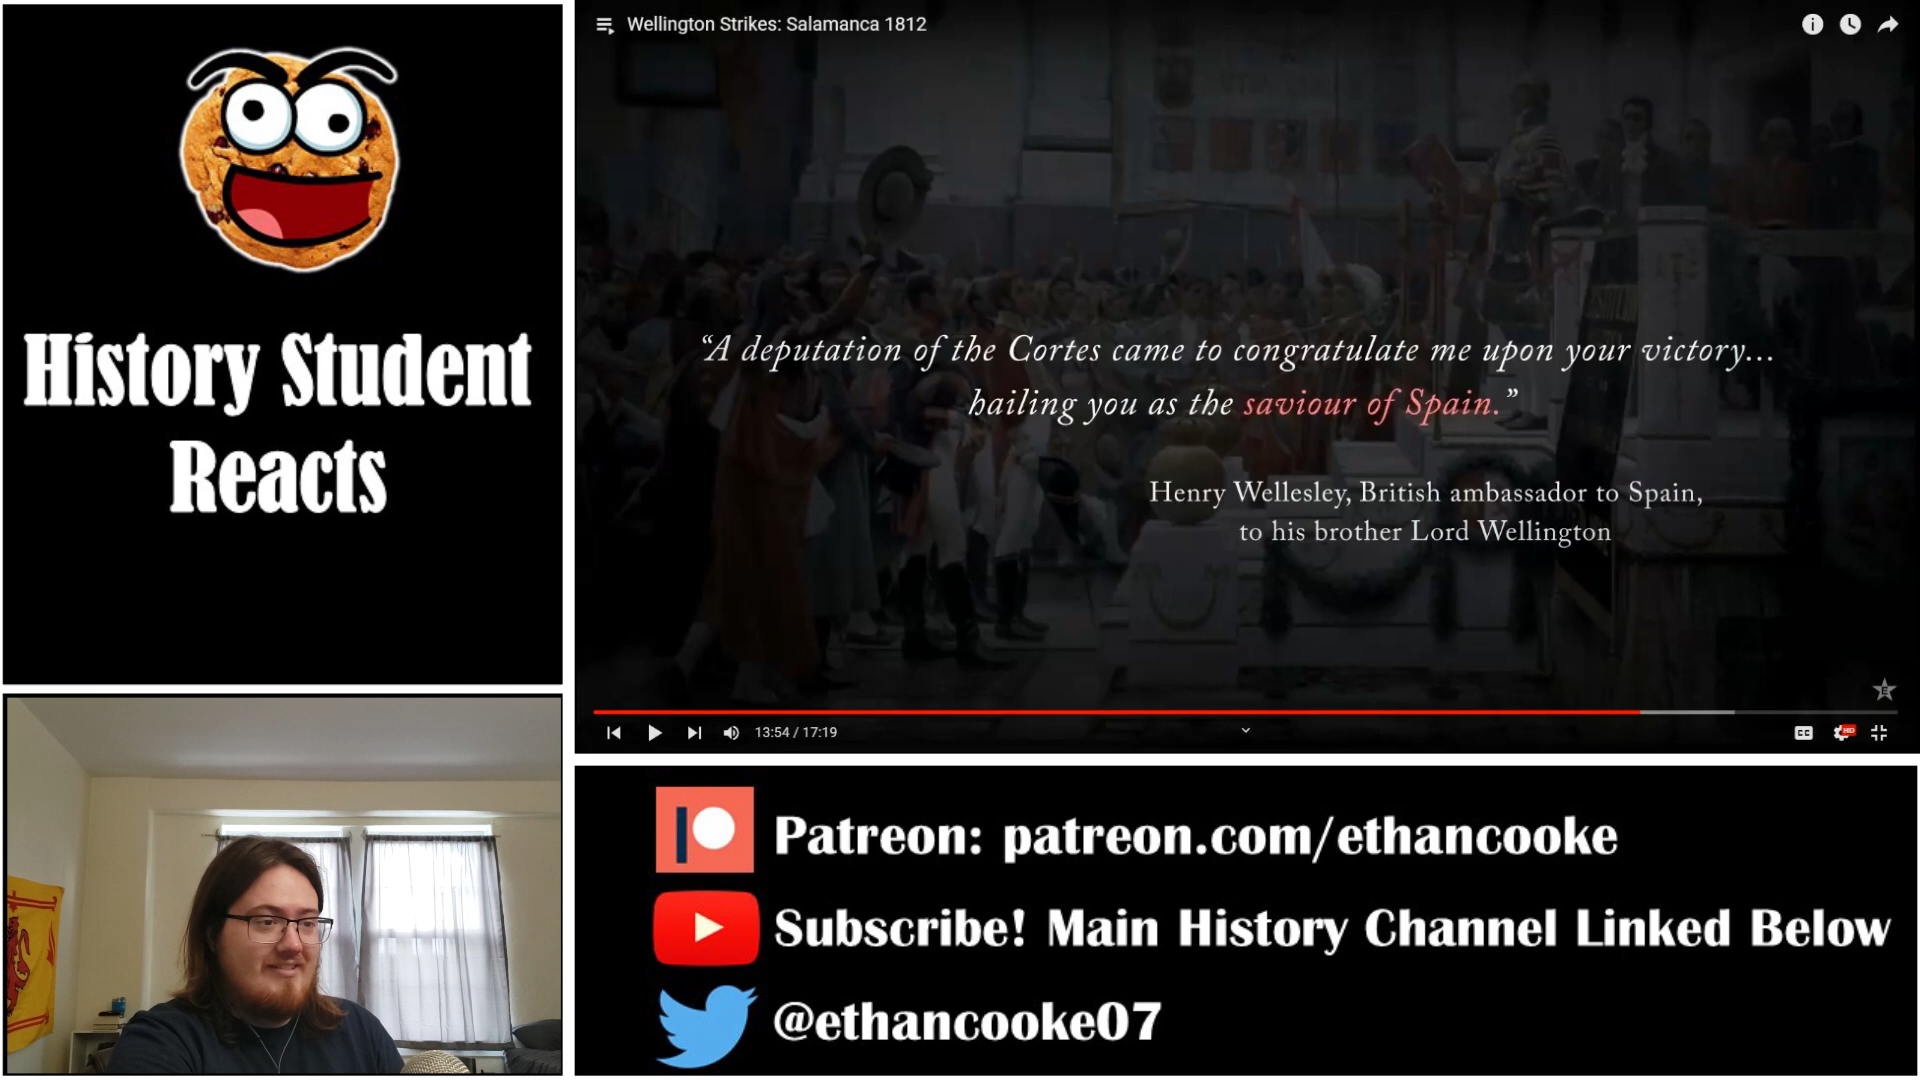 Wellington Strikes: Salamanca 1812
History Student
Reacts
“A deputation of the Cortes came to congratulate me upon your victory...
hailing you as the saviour of Spain.”
Henry Wellesley, British ambassador to Spain,
to his brother Lord Wellington
E
13:54 / 17:19
CC
HD
Patreon: patreon.com/ethancooke
Subscribe! Main History Channel Linked Below
@ethancooke07